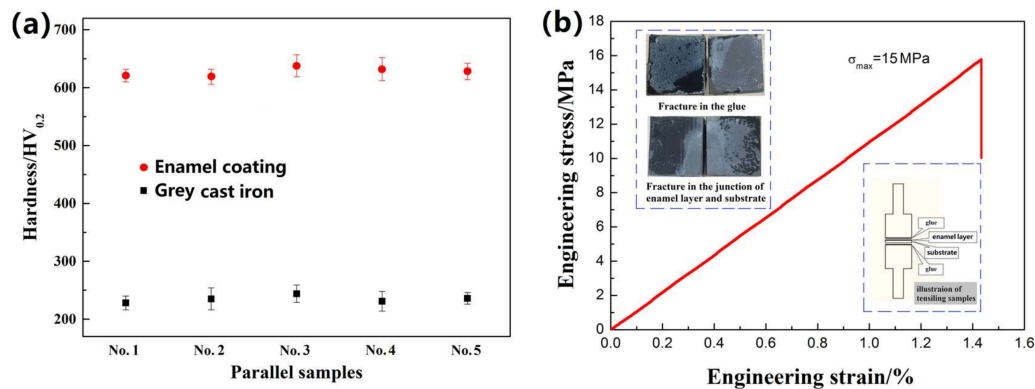 (a)
700
600
500
400
300
200
Hardness/HV0.2
Enamel coating
Grey cast iron
No. 1 No. 2 No. 3 No. 4 No.5
Parallel samples
(b)
18
16
14
12
10
8
6
4
2
0
Engineering stress/MPa
σmax=15 MPa
Fracture in the glue
Fracture in the junction of
enamel layer and substrate
glue
enamel layer
substrate
glue
illustraion of
tensiling samples
0.0 0.2 0.4 0.6 0.8 1.0 1.2 1.4 1.6
Engineering strain/%